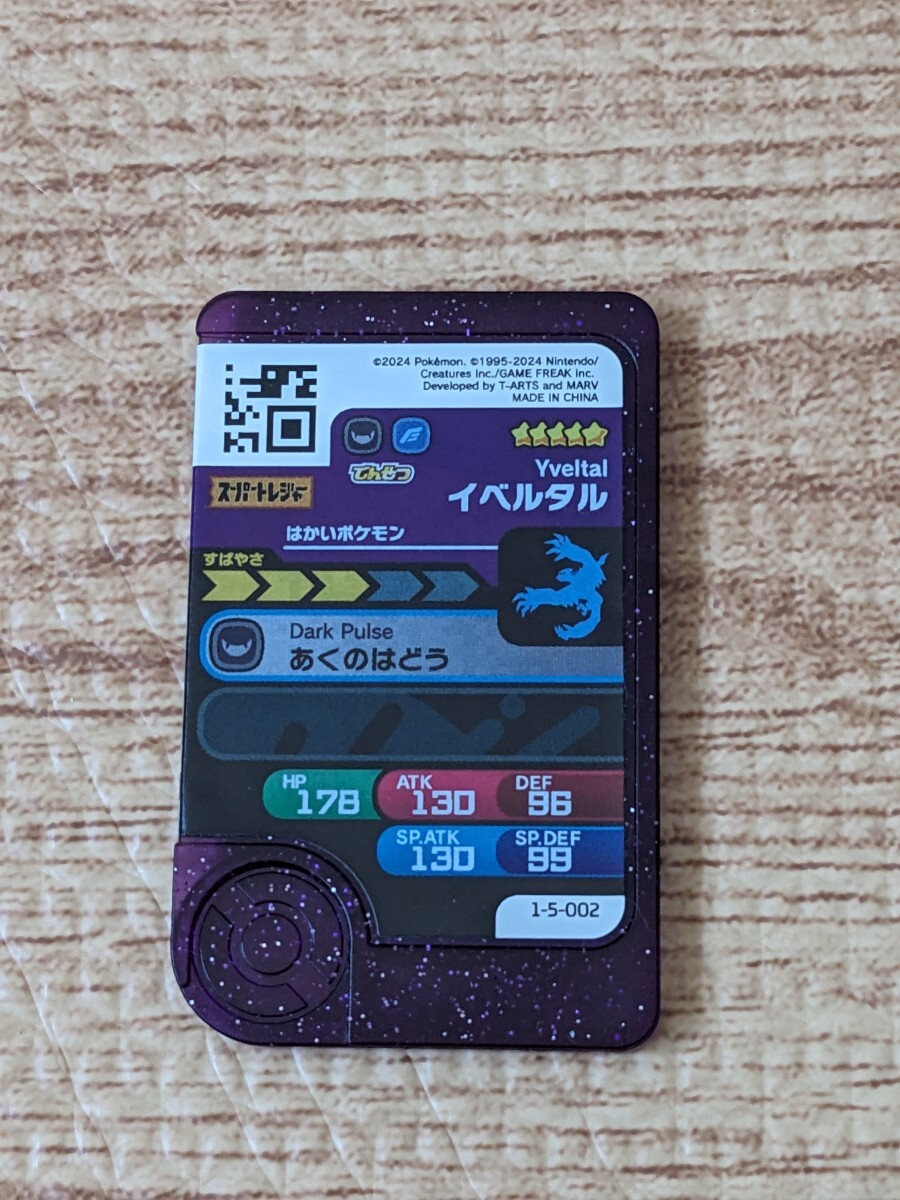 ©2024 Pokémon. ©1995-2024 Nintendo/
Creatures Inc./GAME FREAK inc.
Developed by T-ARTS and MARV
MADE IN CHINA
でんせつ
Yveltal
スーパートレジャー
イベルタル
はかいポケモン
すばやさ
Dark Pulse
あくのはどう
HP
178
ATK
130
DEF
96
SP.ATK
130
SP.DEF
99
1-5-002